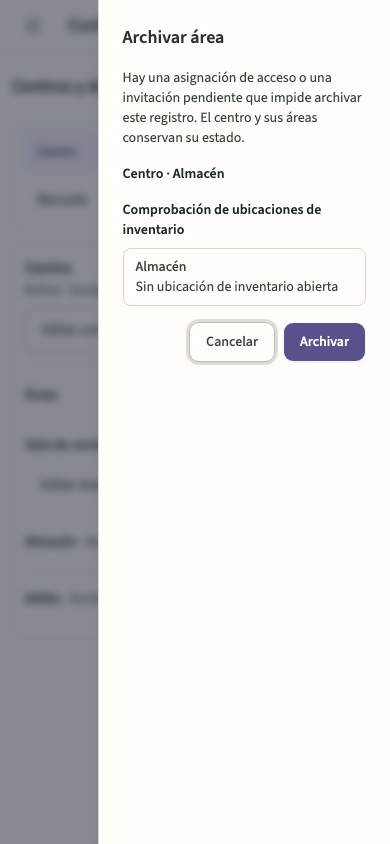 Archivar área
Hay una asignación de acceso o una
invitación pendiente que impide archivar
este registro. El centro y sus áreas
conservan su estado.
Centro · Almacén
Comprobación de ubicaciones de
inventario
Almacén
Sin ubicación de inventario abierta
Cancelar
Archivar